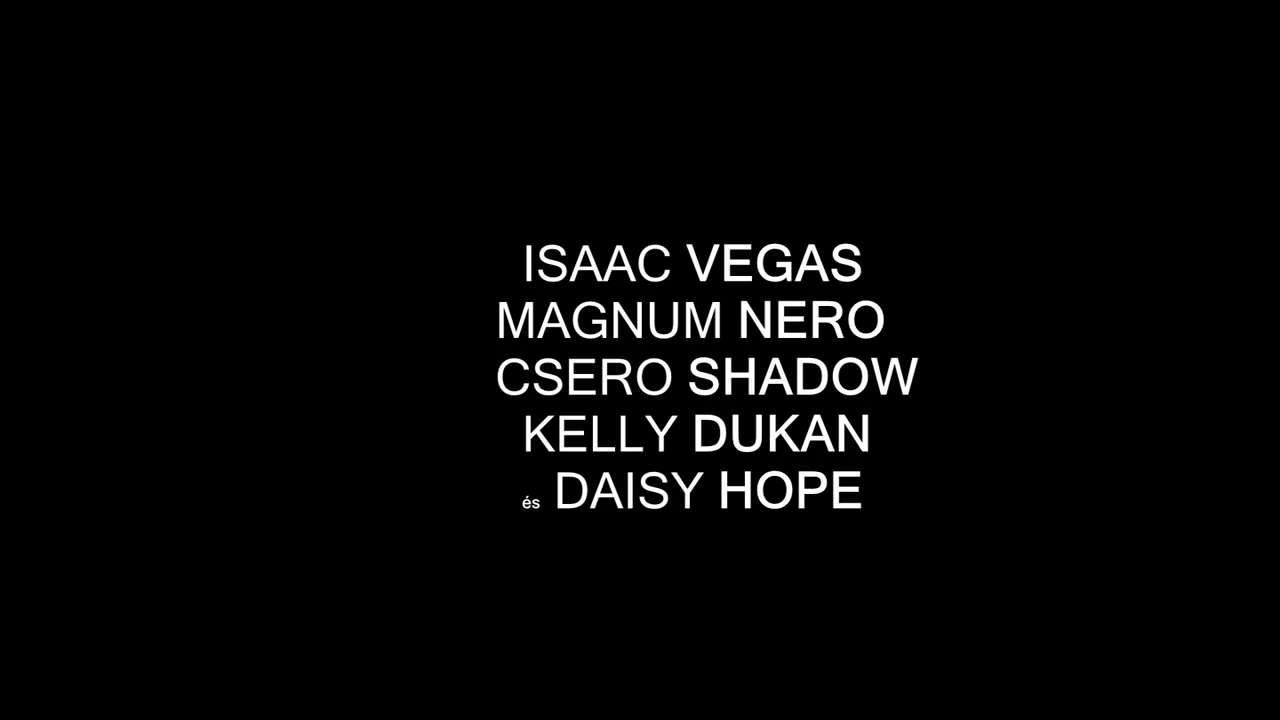 ISAAC VEGAS
MAGNUM NERO
CSERO SHADOW
KELLY DUKAN
és DAISY HOPE